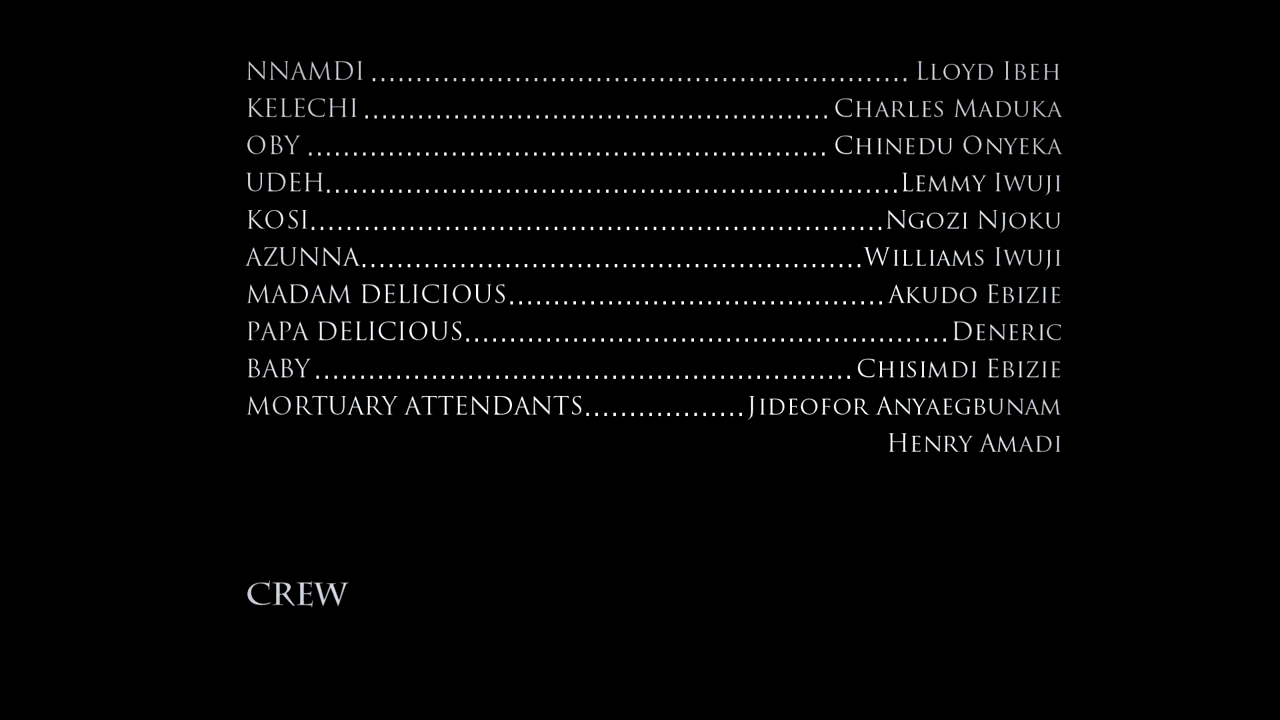 NNAMDI ............................................................ Lloyd Ibeh
KELECHI .................................................... Charles Maduka
OBY .......................................................... Chinedu Onyeka
UDEH................................................................Lemmy Iwuji
KOSI................................................................Ngozi Njoku
AZUNNA........................................................Williams Iwuji
MADAM DELICIOUS..........................................Akudo Ebizie
PAPA DELICIOUS......................................................Deneric
BABY ............................................................Chisimdi Ebizie
MORTUARY ATTENDANTS..................Jideofor Anyaegbunam
Henry Amadi
CREW